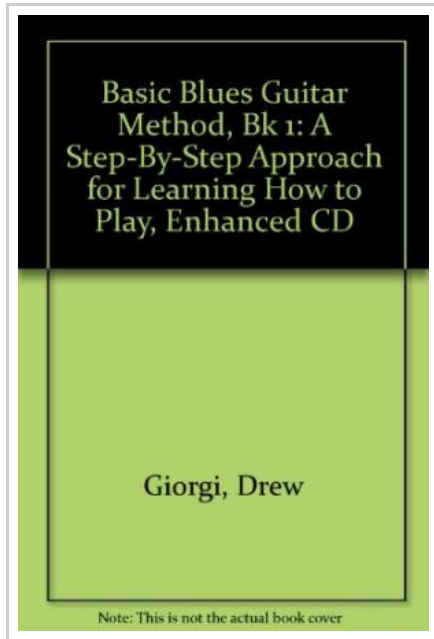 Basic Blues Guitar
Method, Bk 1: A
Step-By-Step Approach
for Learning How to
Play, Enhanced CD
Giorgi, Drew
Note: This is not the actual book cover